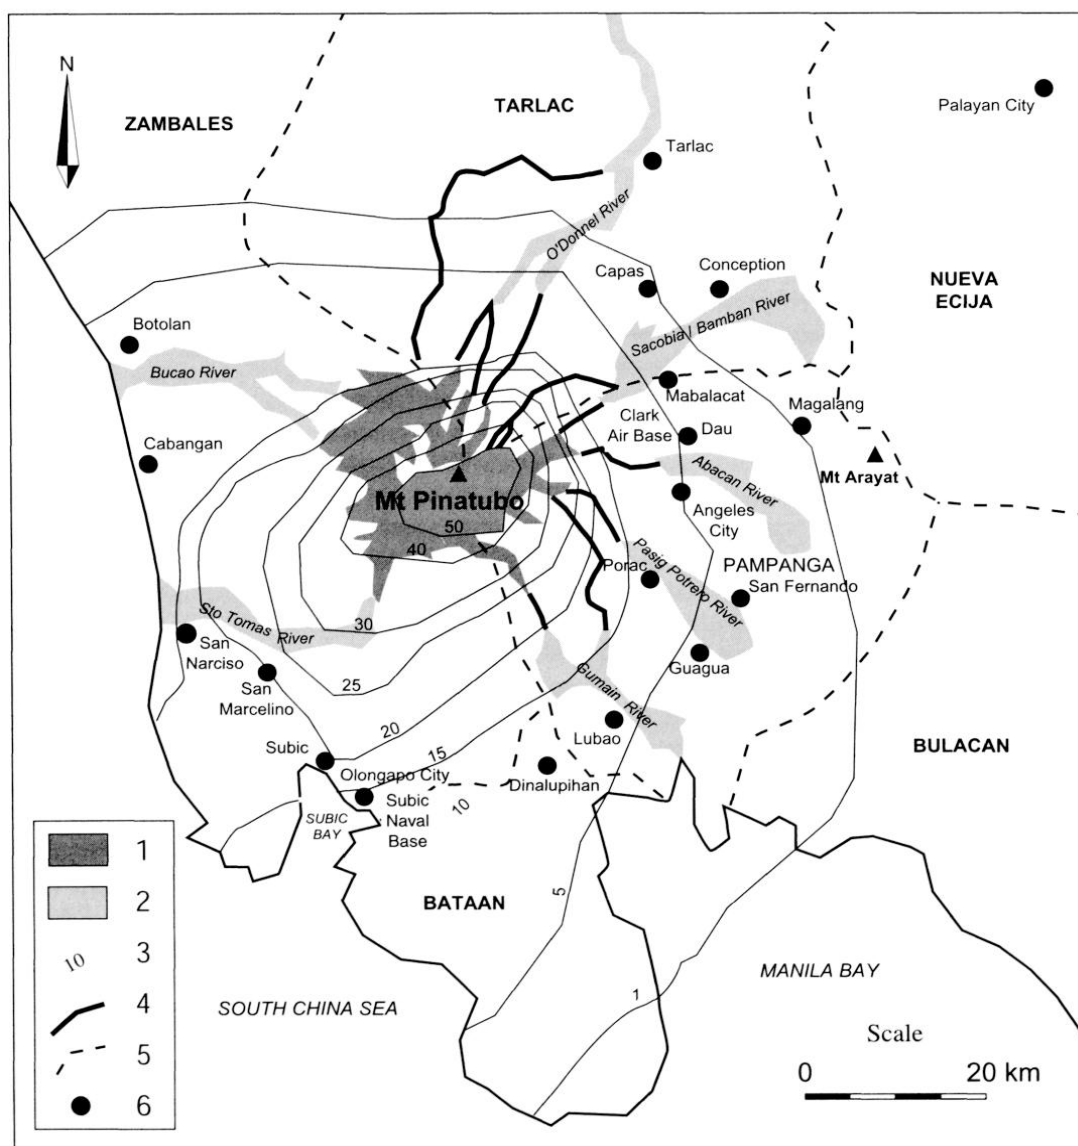 N
ZAMBALES
TARLAC
Palayan City
Tarlac
O'Donnel River
Capas
Conception
NUEVA
ECIJA
Sacobia / Bamban River
Botolan
Bucao River
Mabalacat
Magalang
Clark
Air Base
Dau
Cabangan
Mt Arayat
Abacan River
Mt Pinatubo
Angeles
City
50
40
Porac
Pasig Potrero River
PAMPANGA
San Fernando
Sto Tomas River
30
San
Narciso
Guagua
San
Marcelino
25
Gumain River
20
Lubao
BULACAN
Subic
15
Olongapo City
Dinalupihan
10
Subic
Naval
Base
SUBIC
BAY
1
2
5
BATAAN
3
10
MANILA BAY
1
4
SOUTH CHINA SEA
Scale
5
0
20 km
6